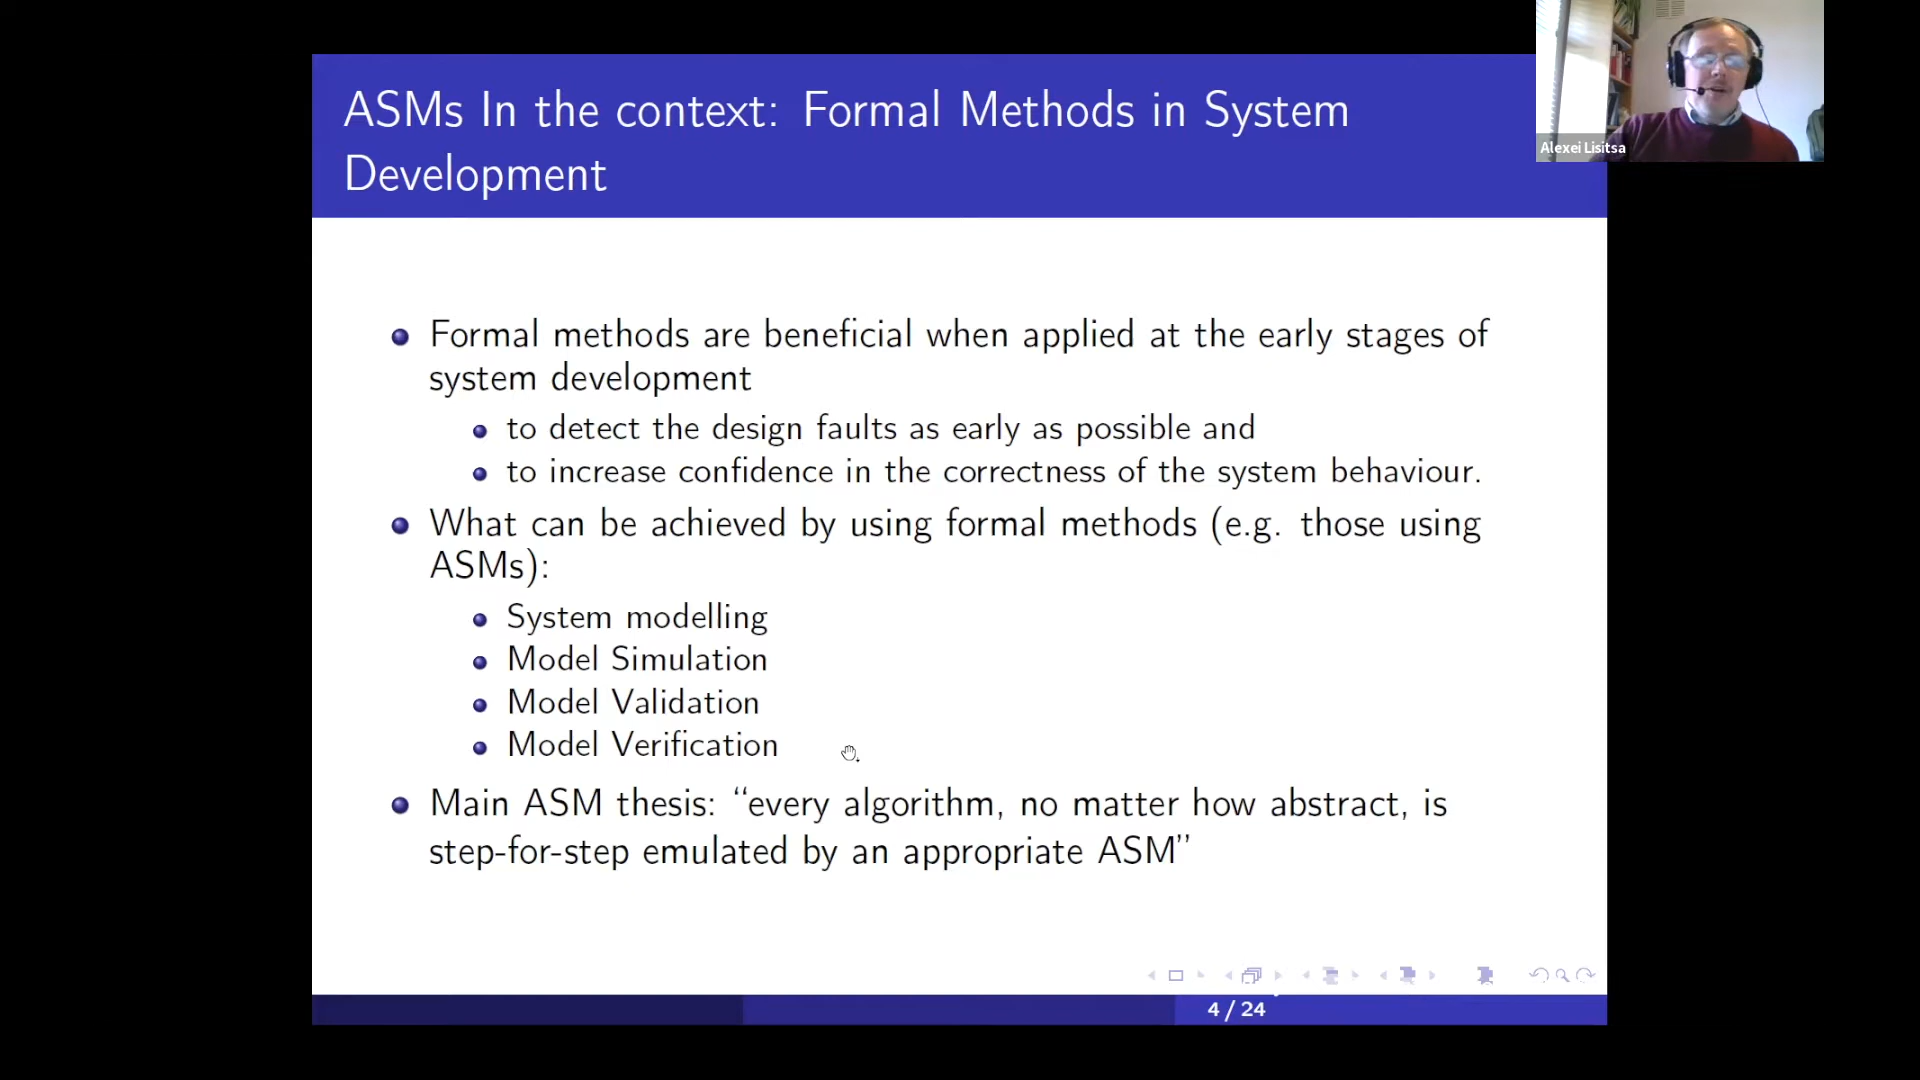 ASMs In the context: Formal Methods in System
Development
Alexei Lisitsa
Formal methods are beneficial when applied at the early stages of
system development
to detect the design faults as early as possible and
to increase confidence in the correctness of the system behaviour.
What can be achieved by using formal methods (e.g. those using
ASMs):
System modelling
Model Simulation
Model Validation
Model Verification
Main ASM thesis: “every algorithm, no matter how abstract, is
step-for-step emulated by an appropriate ASM”
4 / 24